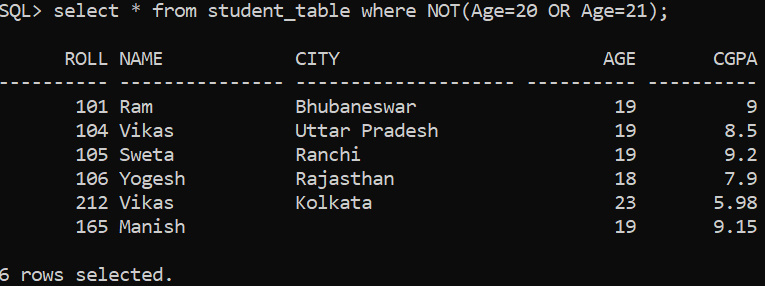 SQL> select * from student_table where NOT(Age=20 OR Age=21);
ROLL NAME CITY AGE CGPA
---------- --------------- -------------------- ---------- ----------
101 Ram Bhubaneswar 19 9
104 Vikas Uttar Pradesh 19 8.5
105 Sweta Ranchi 19 9.2
106 Yogesh Rajasthan 18 7.9
212 Vikas Kolkata 23 5.98
165 Manish 19 9.15
6 rows selected.